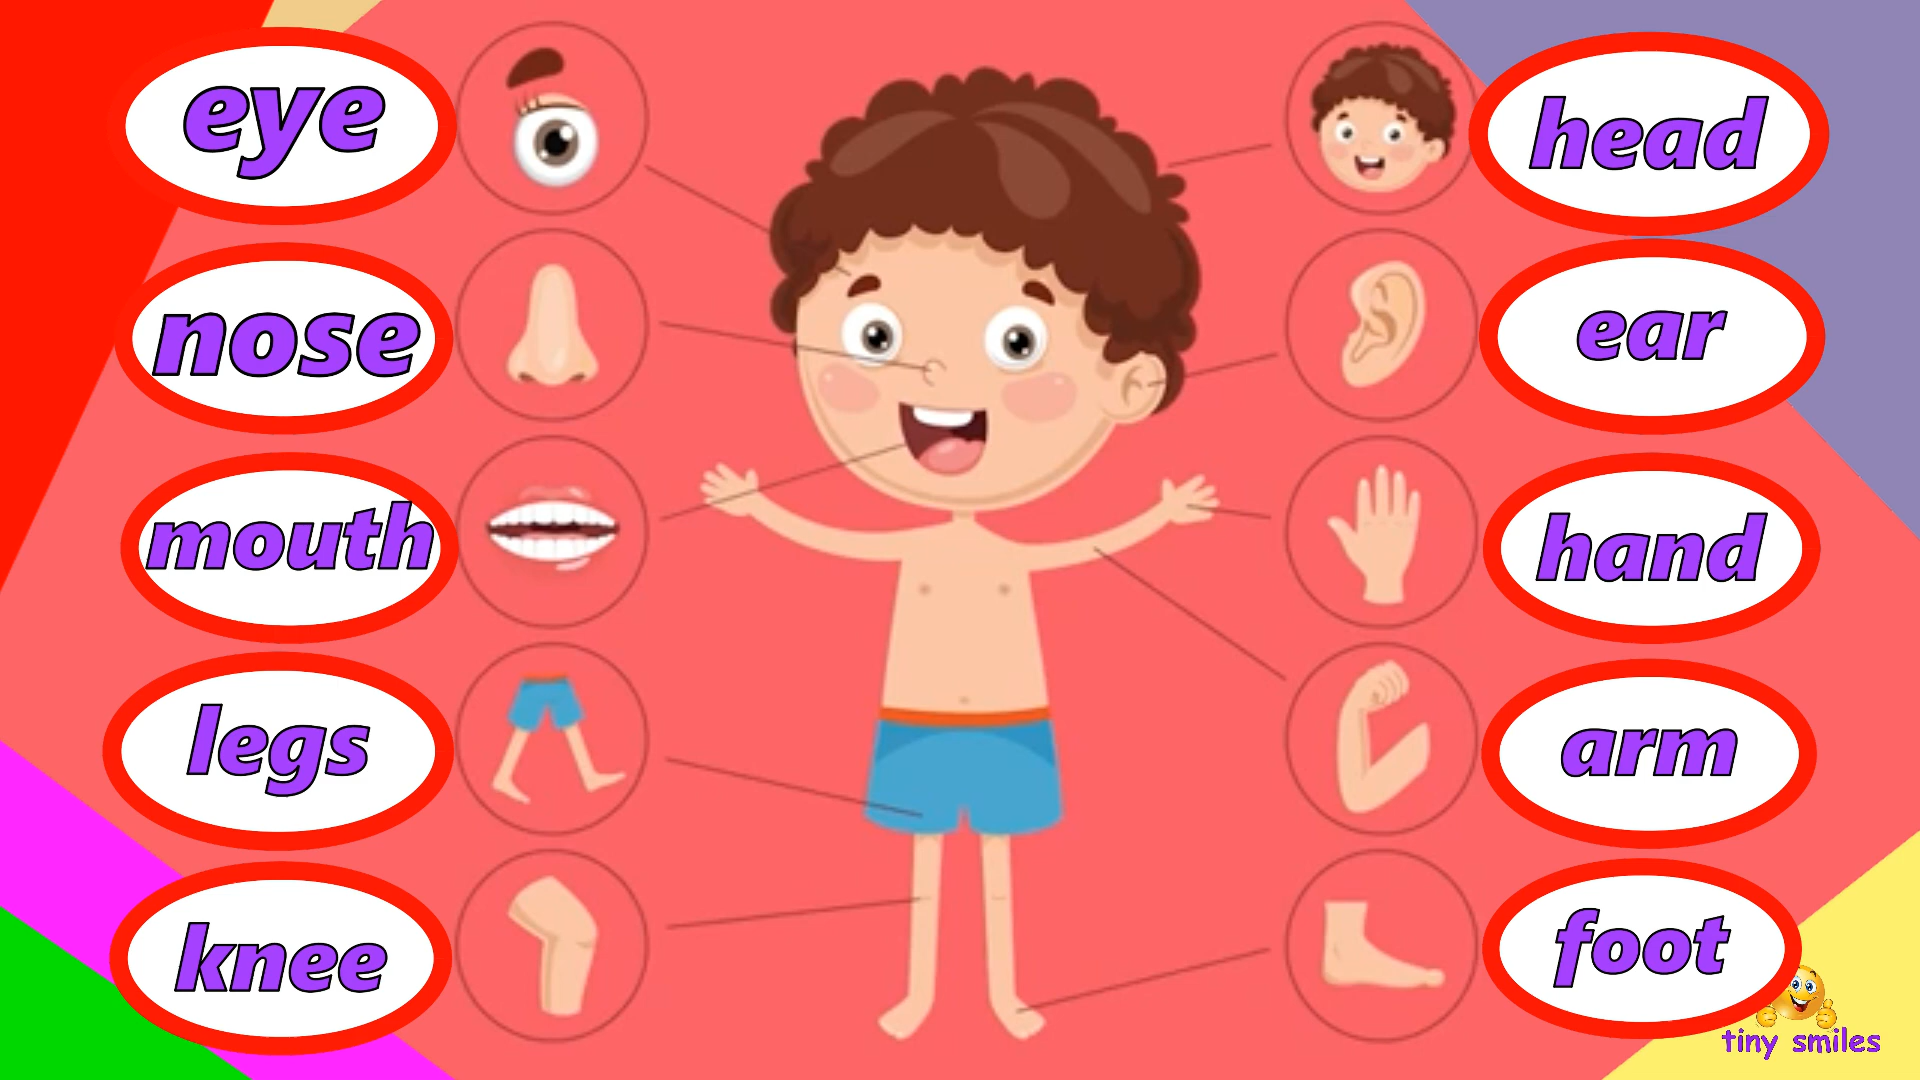 eye
head
nose
ear
mouth
hand
legs
arm
knee
foot
tiny smiles